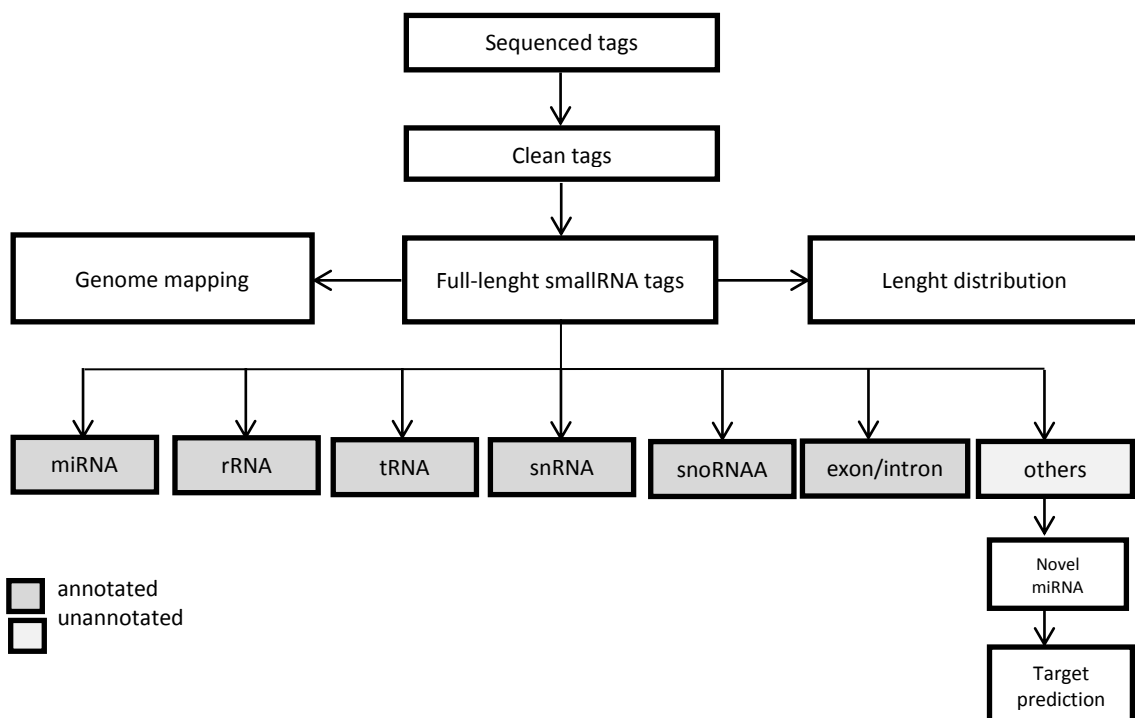 Sequenced tags
Clean tags
Genome mapping
Full-lenght smallRNA tags
Lenght distribution
miRNA
rRNA
tRNA
snRNA
snoRNAA
exon/intron
others
Novel
miRNA
annotated
unannotated
Target
prediction